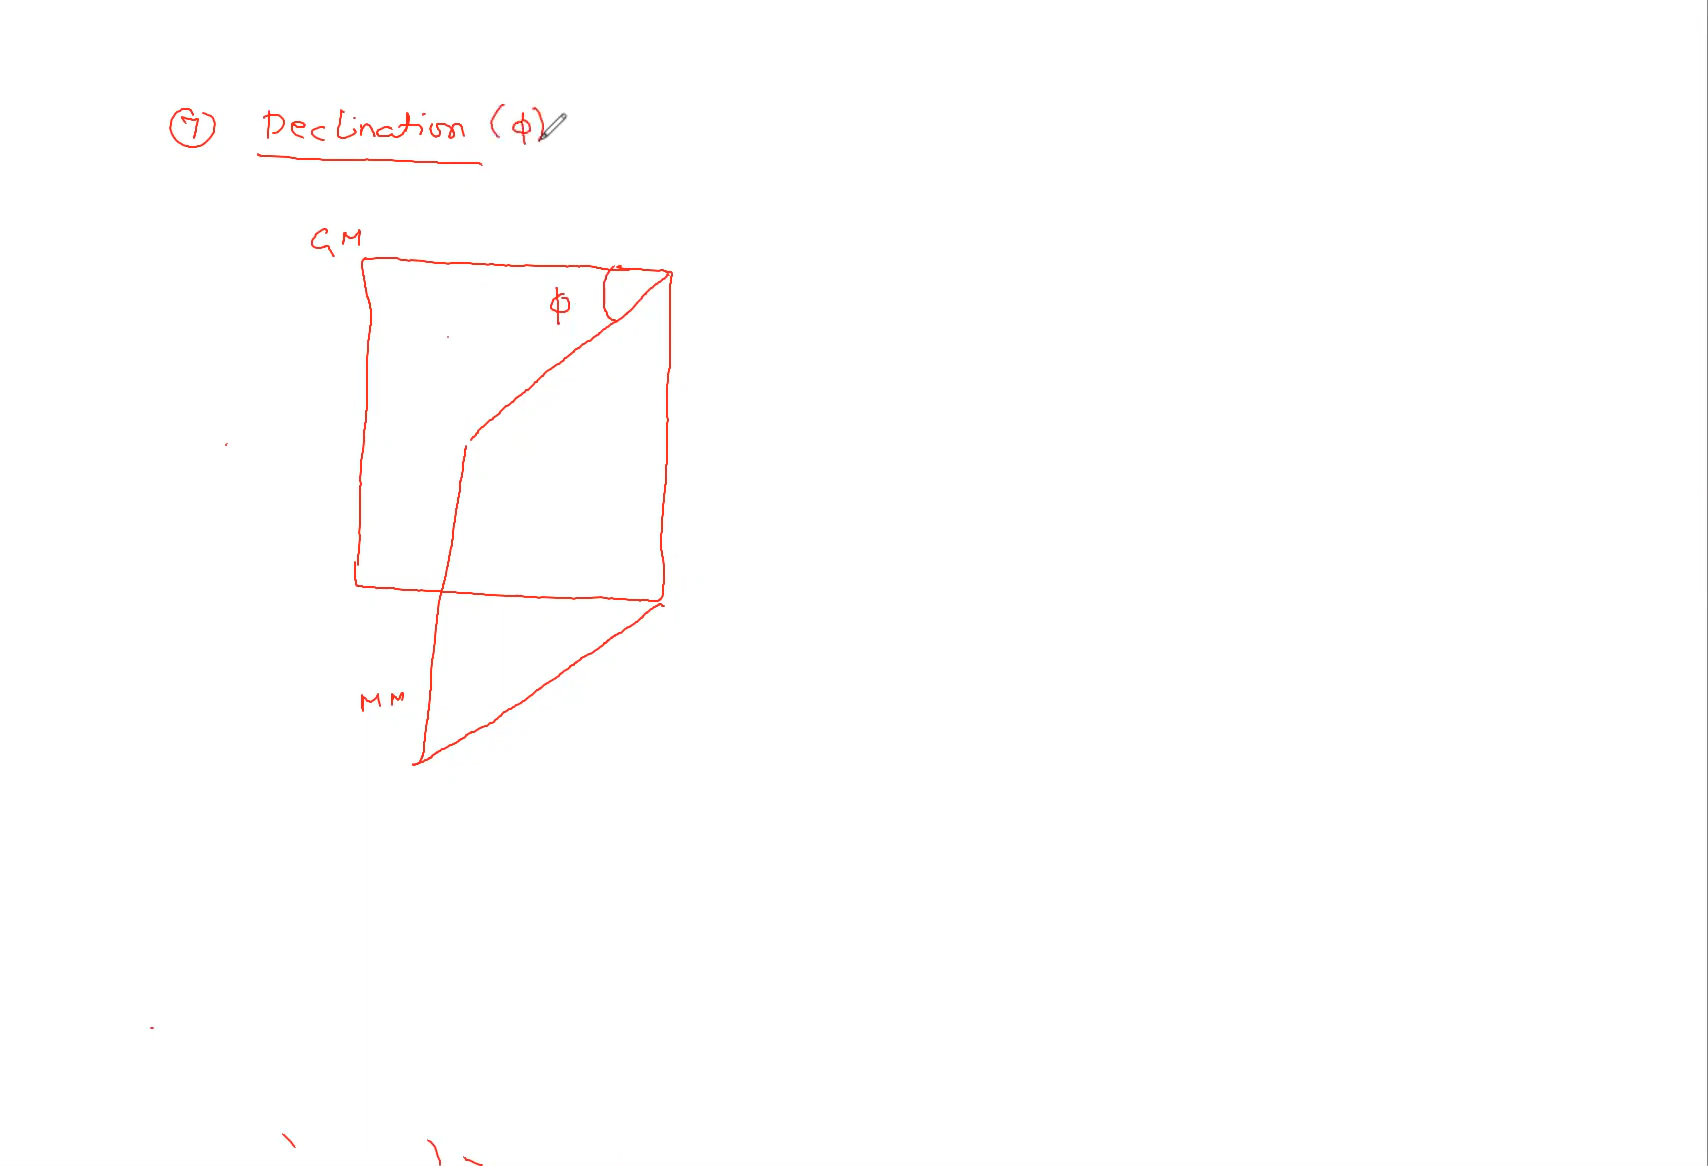 7 Declination (φ)
GM
φ
MM